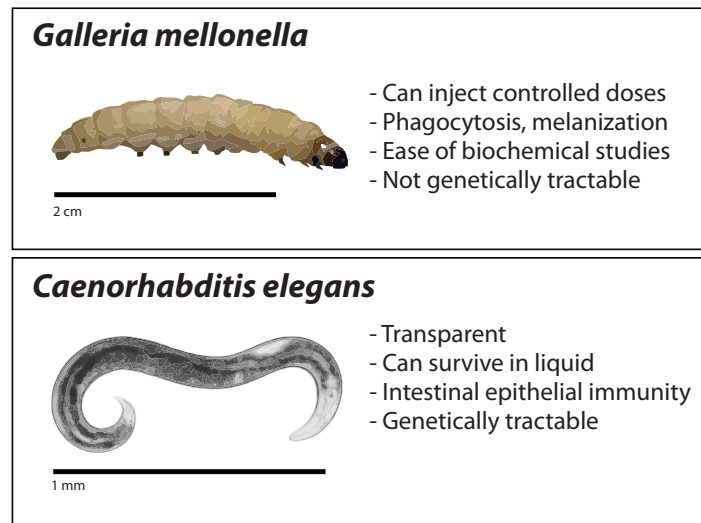 Galleria mellonella
- Can inject controlled doses
- Phagocytosis, melanization
- Ease of biochemical studies
- Not genetically tractable
2 cm
Caenorhabditis elegans
- Transparent
- Can survive in liquid
- Intestinal epithelial immunity
- Genetically tractable
1 mm